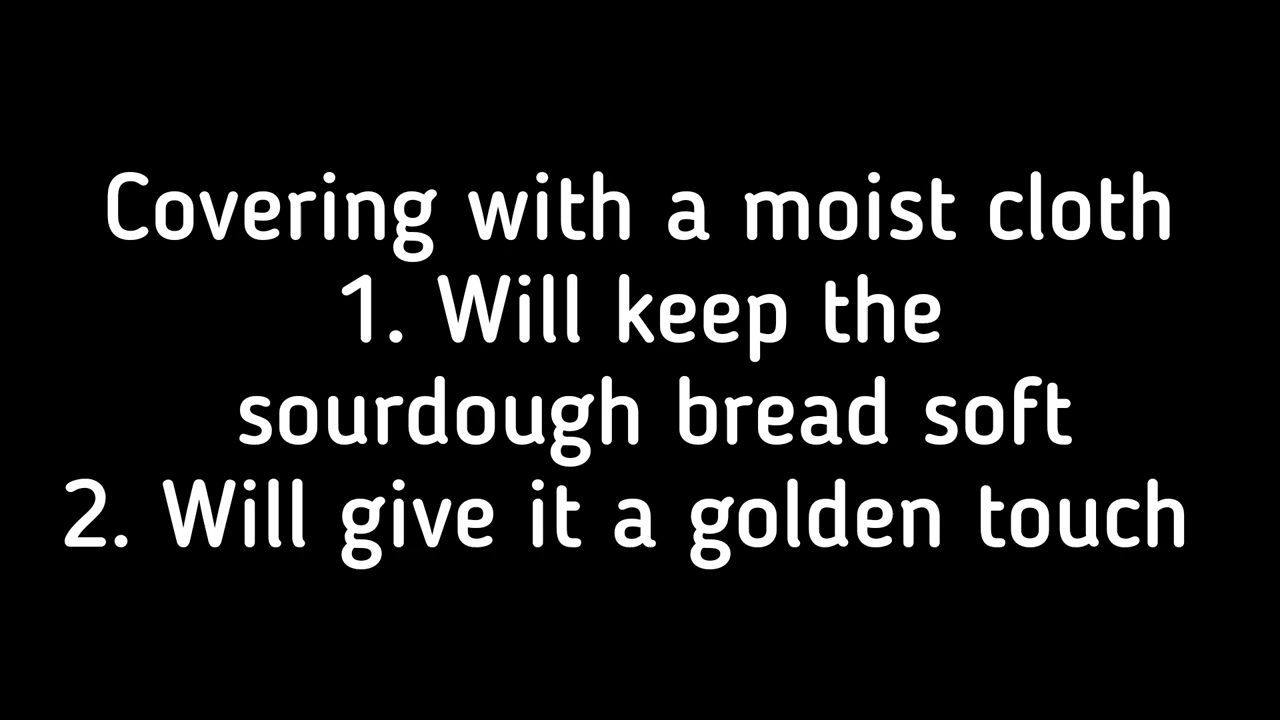 Covering with a moist cloth
1. Will keep the
sourdough bread soft
2. Will give it a golden touch